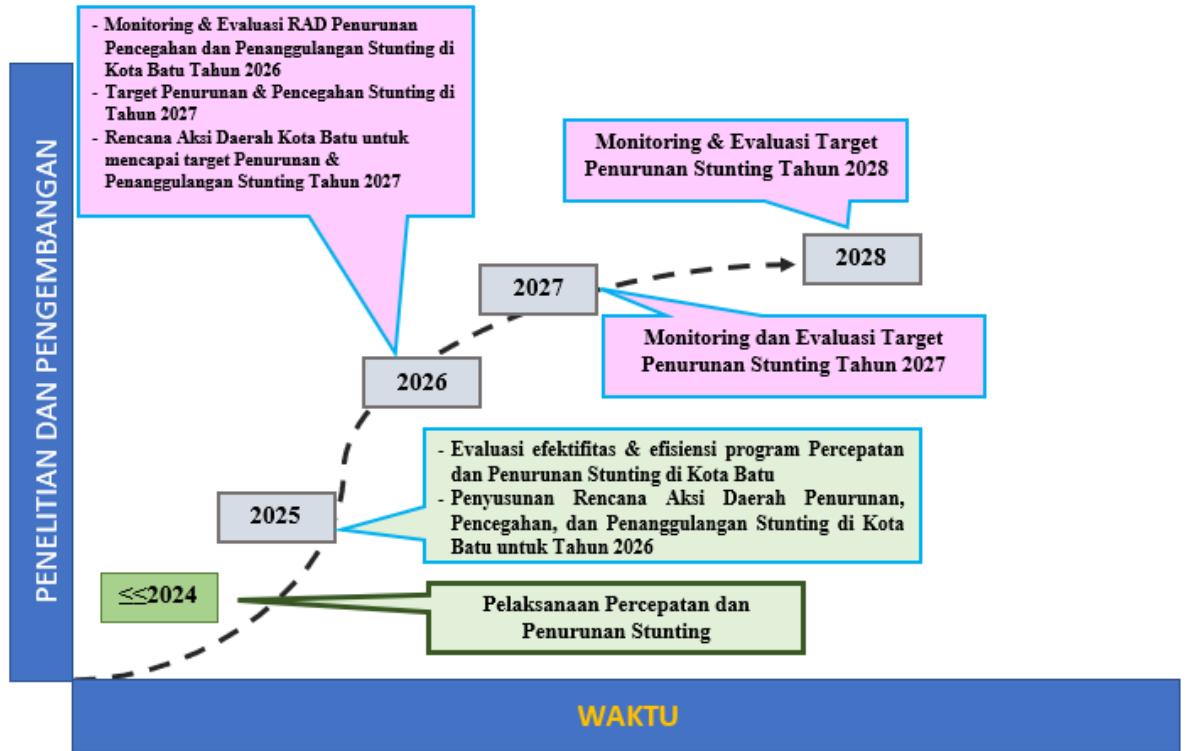 - Monitoring & Evaluasi RAD Penurunan
Pencegahan dan Penanggulangan Stunting di
Kota Batu Tahun 2026
- Target Penurunan & Pencegahan Stunting di
Tahun 2027
- Rencana Aksi Daerah Kota Batu untuk
mencapai target Penurunan &
Penanggulangan Stunting Tahun 2027
Monitoring & Evaluasi Target
Penurunan Stunting Tahun 2028
2028
2027
Monitoring dan Evaluasi Target
Penurunan Stunting Tahun 2027
2026
- Evaluasi efektifitas & efisiensi program Percepatan
dan Penurunan Stunting di Kota Batu
- Penyusunan Rencana Aksi Daerah Penurunan,
Pencegahan, dan Penanggulangan Stunting di Kota
Batu untuk Tahun 2026
2025
≤≤2024
Pelaksanaan Percepatan dan
Penurunan Stunting
PENELITIAN DAN PENGEMBANGAN
WAKTU